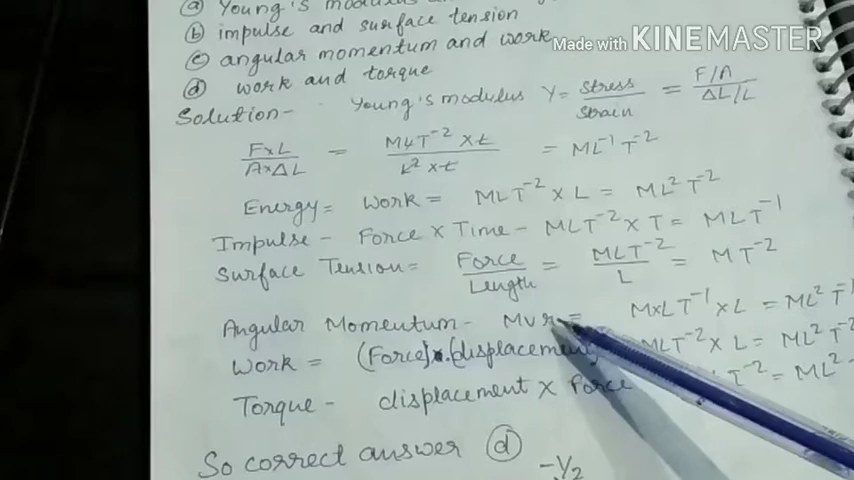 (a) Young's modulus
(b) impulse and surface tension
(c) angular momentum and work
(d) work and torque
Made with KINEMASTER
Solution- Young's modulus Y = Stress/Strain = F/A / ΔL/L
F×L / A×ΔL = MLT⁻² × L / L² × L = ML⁻¹T⁻²
Energy = Work = MLT⁻² × L = ML²T⁻²
Impulse - Force × Time - MLT⁻² × T = MLT⁻¹
Surface Tension = Force/Length = MLT⁻²/L = MT⁻²
Angular Momentum - MVr = M×LT⁻¹×L = ML²T⁻¹
Work = (Force).(displacement) MLT⁻² × L = ML²T⁻²
Torque - displacement × force T⁻² = ML²
So correct answer (d)
-1/2